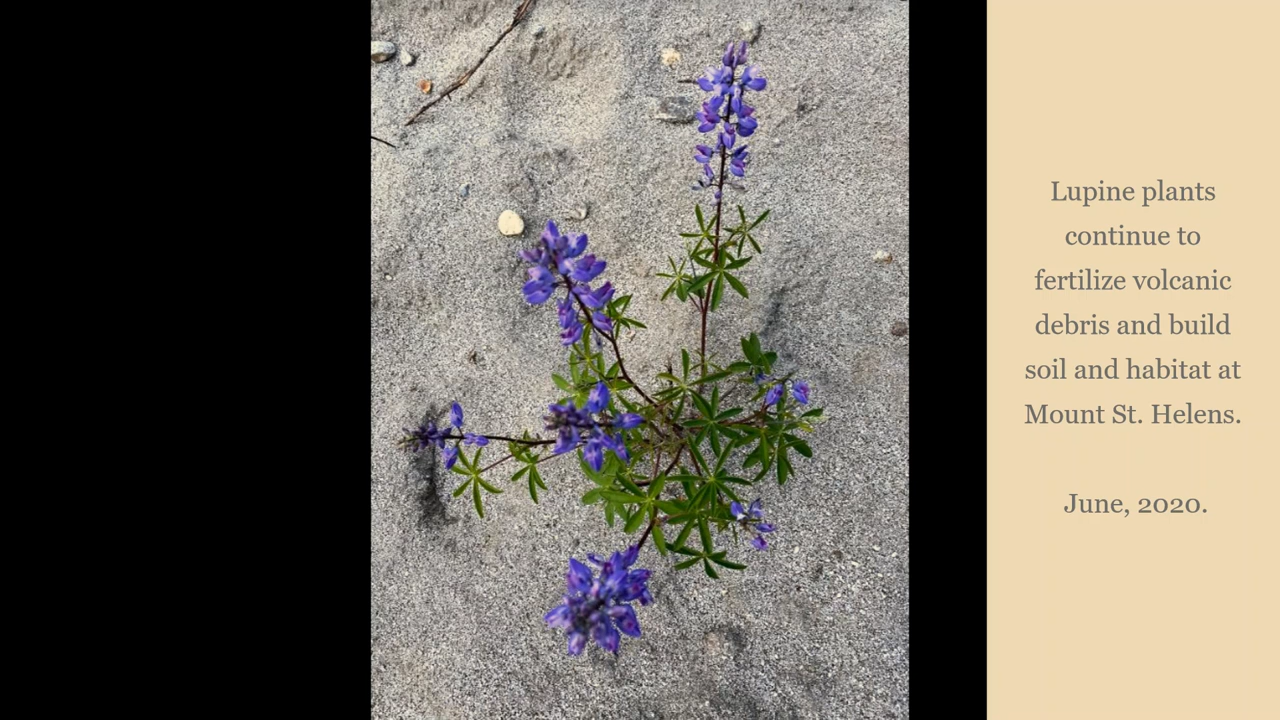 Lupine plants
continue to
fertilize volcanic
debris and build
soil and habitat at
Mount St. Helens.
June, 2020.